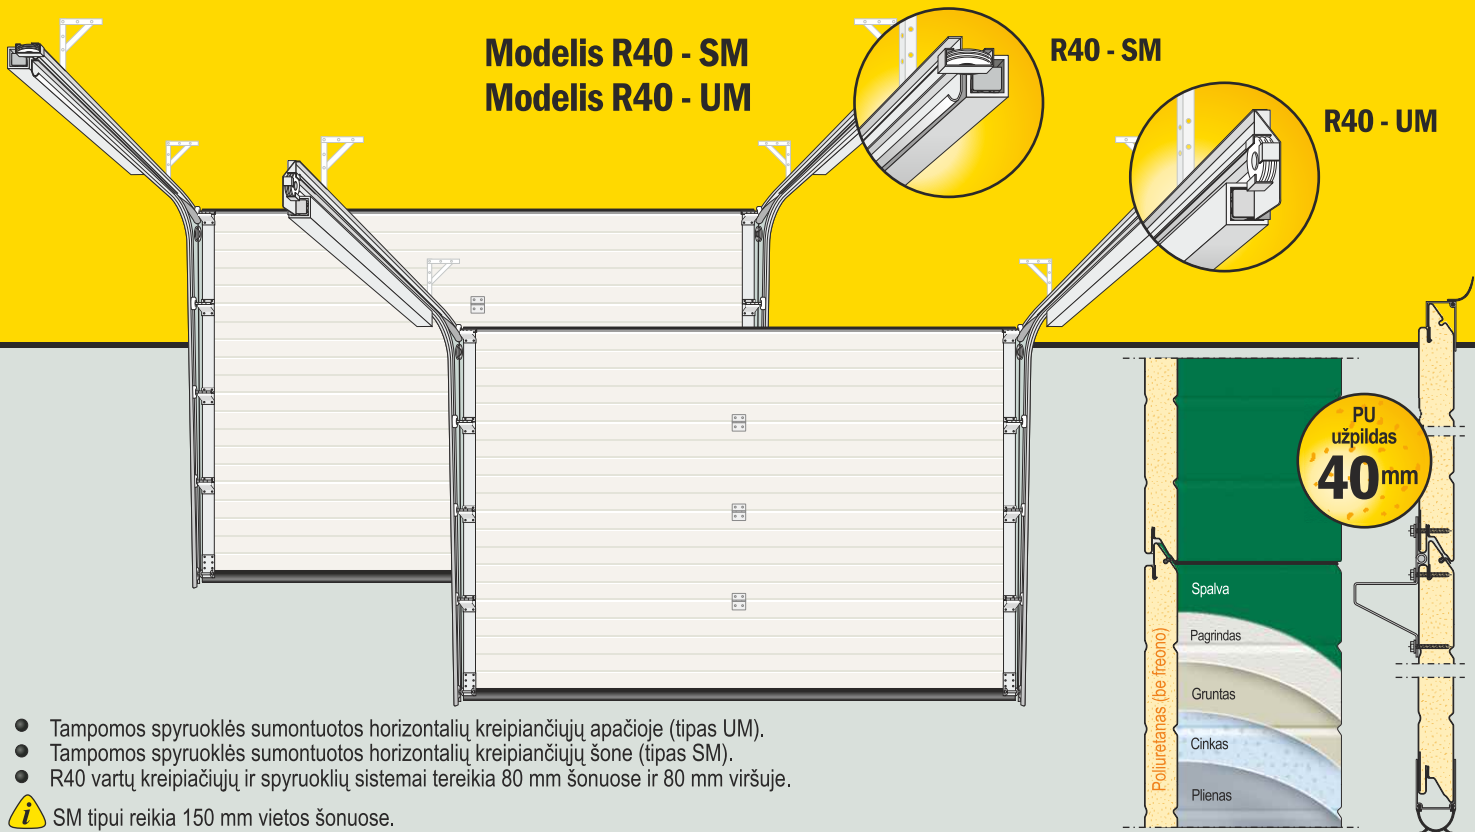 Modelis R40 - SM
Modelis R40 - UM
R40 - SM
R40 - UM
PU
užpildas
40 mm
Spalva
Pagrindas
Gruntas
Cinkas
Plienas
Poliuretanas (be freono)
Tampomos spyruoklės sumontuotos horizontalių kreipiančiųjų apačioje (tipas UM).
Tampomos spyruoklės sumontuotos horizontalių kreipiančiųjų šone (tipas SM).
R40 vartų kreipiačiųjų ir spyruoklių sistemai tereikia 80 mm šonuose ir 80 mm viršuje.
i SM tipui reikia 150 mm vietos šonuose.